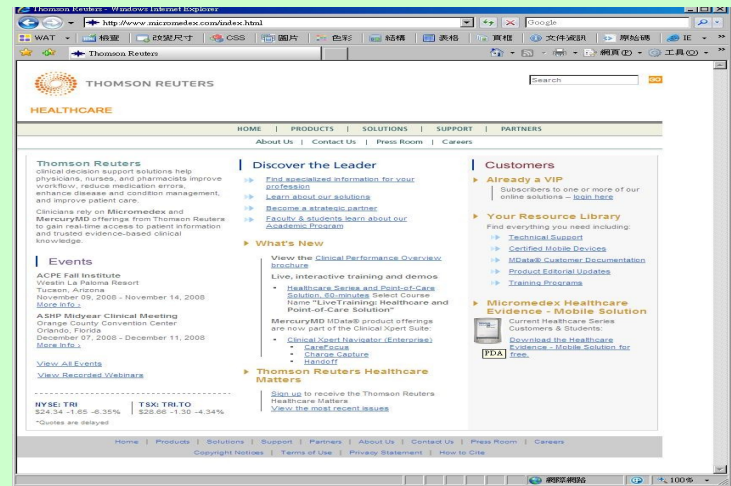 Thomson Reuters - Windows Internet Explorer
http://www.micromedex.com/index.html
Google
WAT
檢聚
改變尺寸
CSS
圖片
色彩
結構
表格
頁框
文件資訊
原始碼
IE
Thomson Reuters
網頁(P)
工具(O)
THOMSON REUTERS
Search
GO
HEALTHCARE
HOME | PRODUCTS | SOLUTIONS | SUPPORT | PARTNERS
About Us | Contact Us | Press Room | Careers
Thomson Reuters
clinical decision support solutions help
physicians, nurses, and pharmacists improve
workflow, reduce medication errors,
enhance disease and condition management,
and improve patient care.
Clinicians rely on Micromedex and
MercuryMD offerings from Thomson Reuters
to gain real-time access to patient information
and trusted evidence-based clinical
knowledge.
Events
ACPE Fall Institute
Westin La Paloma Resort
Tucson, Arizona
November 09, 2008 - November 14, 2008
More Info ›
ASHP Midyear Clinical Meeting
Orange County Convention Center
Orlando, Florida
December 07, 2008 - December 11, 2008
More Info ›
View All Events
View Recorded Webinars
NYSE: TRI
$24.34 -1.65 -6.35%
TSX: TRI.TO
$28.66 -1.30 -4.34%
*Quotes are delayed
Discover the Leader
Find specialized information for your
profession
Learn about our solutions
Become a strategic partner
Faculty & students learn about our
Academic Program
What's New
View the Clinical Performance Overview
brochure
Live, interactive training and demos
Healthcare Series and Point-of-Care
Solution, 60-minutes Select Course
Name "LiveTraining: Healthcare and
Point-of-Care Solution"
MercuryMD MData® product offerings
are now part of the Clinical Xpert Suite:
Clinical Xpert Navigator (Enterprise)
CareFocus
Charge Capture
Handoff
Thomson Reuters Healthcare
Matters
Sign up to receive the Thomson Reuters
Healthcare Matters
View the most recent issues
Customers
Already a VIP
Subscribers to one or more of our
online solutions – login here
Your Resource Library
Find everything you need including:
Technical Support
Certified Mobile Devices
MData® Customer Documentation
Product Editorial Updates
Training Programs
Micromedex Healthcare
Evidence - Mobile Solution
Current Healthcare Series
Customers & Students:
Download the Healthcare
Evidence - Mobile Solution for
free.
PDA
Home | Products | Solutions | Support | Partners | About Us | Contact Us | Press Room | Careers
Copyright Notices | Terms of Use | Privacy Statement | How to Cite
網際網路
100%